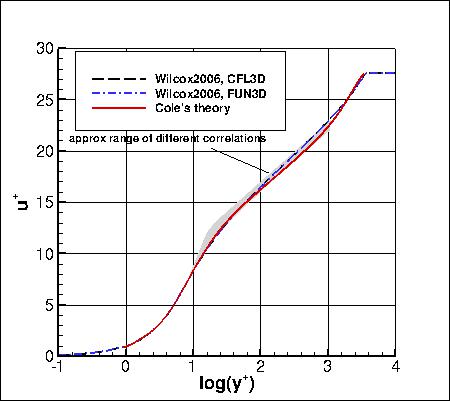 30
25
20
15
10
5
0
u+
Wilcox2006, CFL3D
Wilcox2006, FUN3D
Cole's theory
approx range of different correlations
-1 0 1 2 3 4
log(y+)